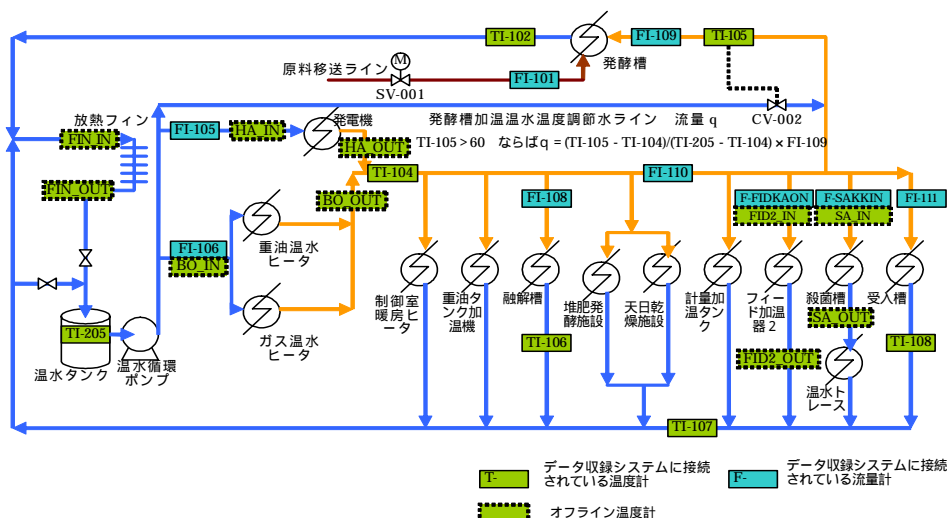 TI-102
FI-109
TI-105
発酵槽
原料移送ライン
M
FI-101
SV-001
放熱フィン
発電機
発酵槽加温温水温度調節水ライン 流量 q
CV-002
FIN_IN
FI-105
HA_IN
TI-105 > 60 ならば q = (TI-105 - TI-104)/(TI-205 - TI-104) × FI-109
HA_OUT
FIN_OUT
TI-104
FI-110
BO_OUT
FI-108
F-FIDKAON
F-SAKKIN
FI-111
FID2_IN
SA_IN
FI-106
BO_IN
重油温水
ヒータ
制御室
暖房ヒ
ータ
重油タ
ンク加
温機
融解槽
堆肥発
酵施設
天日乾
燥施設
計量加
温タン
ク
フィー
ド加温
器２
殺菌槽
受入槽
SA_OUT
TI-205
温水タンク
温水循環
ポンプ
ガス温水
ヒータ
TI-106
FID2_OUT
TI-108
温水ト
レース
TI-107
T-
データ収録システムに接続
されている温度計
F-
データ収録システムに接続
されている流量計
オフライン温度計